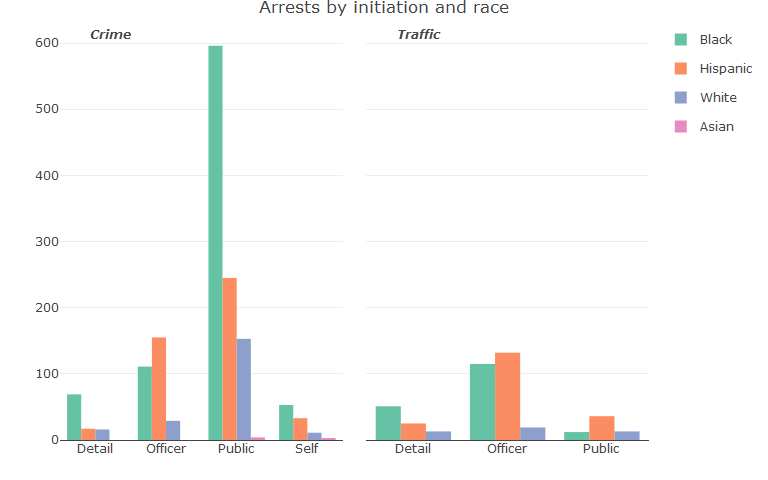 Arrests by initiation and race
Crime
Traffic
600
500
400
300
200
100
0
Detail
Officer
Public
Self
Detail
Officer
Public
Black
Hispanic
White
Asian